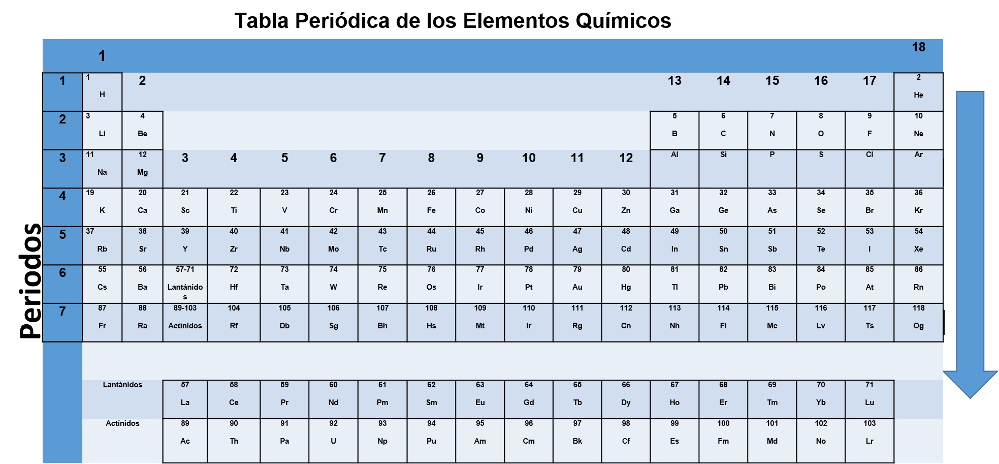 Tabla Periódica de los Elementos Químicos
1 18
1 1 2 13 14 15 16 17 2
H He
2 3 4 5 6 7 8 9 10
Li Be B C N O F Ne
3 11 12 3 4 5 6 7 8 9 10 11 12 Al Si P S Cl Ar
Na Mg
4 19 20 21 22 23 24 25 26 27 28 29 30 31 32 33 34 35 36
K Ca Sc Ti V Cr Mn Fe Co Ni Cu Zn Ga Ge As Se Br Kr
5 37 38 39 40 41 42 43 44 45 46 47 48 49 50 51 52 53 54
Rb Sr Y Zr Nb Mo Tc Ru Rh Pd Ag Cd In Sn Sb Te I Xe
6 55 56 57-71 72 73 74 75 76 77 78 79 80 81 82 83 84 85 86
Cs Ba Lantánido Hf Ta W Re Os Ir Pt Au Hg Tl Pb Bi Po At Rn
s
7 87 88 89-103 104 105 106 107 108 109 110 111 112 113 114 115 116 117 118
Fr Ra Actínidos Rf Db Sg Bh Hs Mt Ir Rg Cn Nh Fl Mc Lv Ts Og
Periodos
Lantánidos 57 58 59 60 61 62 63 64 65 66 67 68 69 70 71
La Ce Pr Nd Pm Sm Eu Gd Tb Dy Ho Er Tm Yb Lu
Actínidos 89 90 91 92 93 94 95 96 97 98 99 100 101 102 103
Ac Th Pa U Np Pu Am Cm Bk Cf Es Fm Md No Lr